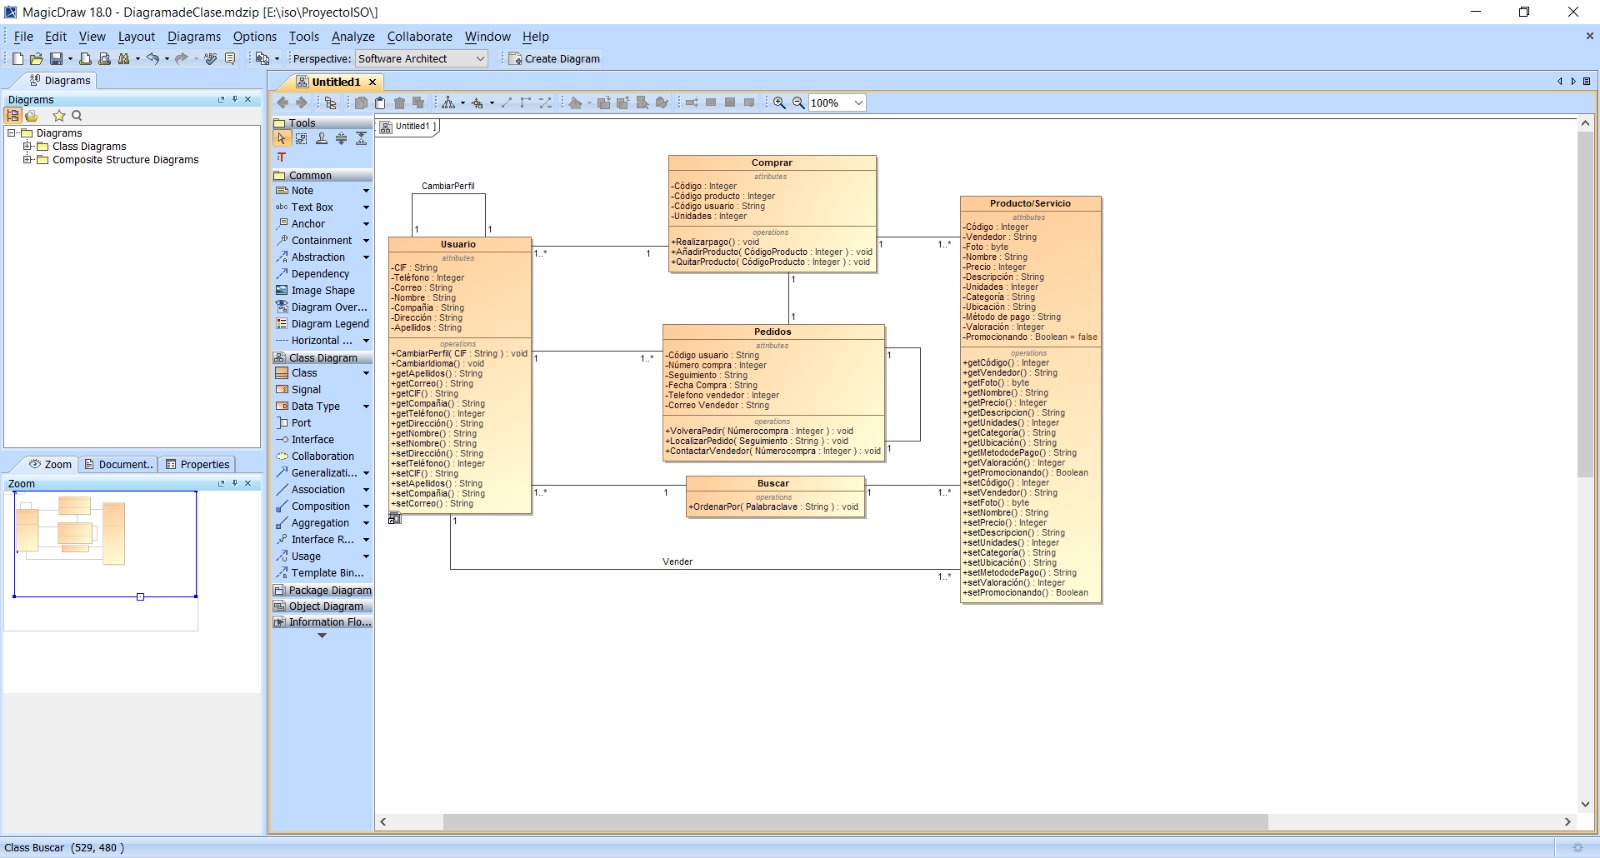 MagicDraw 18.0 - DiagramadeClase.mdzip [E:\iso\ProyectoISO\]
File Edit View Layout Diagrams Options Tools Analyze Collaborate Window Help
Perspective: Software Architect Create Diagram
Diagrams
Diagrams
Diagrams
Class Diagrams
Composite Structure Diagrams
Zoom Document.. Properties
Zoom
Untitled1
100%
Tools
Common
Note
abc Text Box
Anchor
Containment
Abstraction
Dependency
Image Shape
Diagram Over...
Diagram Legend
Horizontal ...
Class Diagram
Class
Signal
Data Type
Port
Interface
Collaboration
Generalizati...
Association
Composition
Aggregation
Interface R...
Usage
Template Bin...
Package Diagram
Object Diagram
Information Flo...
Untitled1 ]
CambiarPerfil
1 1
Usuario
attributes
-CIF : String
-Teléfono : Integer
-Correo : String
-Nombre : String
-Compañia : String
-Dirección : String
-Apellidos : String
operations
+CambiarPerfil( CIF : String ) : void
+CambiarIdioma() : void
+getApellidos() : String
+getCorreo() : String
+getCIF() : String
+getCompañia() : String
+getTeléfono() : Integer
+getDirección() : String
+getNombre() : String
+setNombre() : String
+setDirección() : String
+setTeléfono() : Integer
+setCIF() : String
+setApellidos() : String
+setCompañia() : String
+setCorreo() : String
1..* 1
Comprar
attributes
-Código : Integer
-Código producto : Integer
-Código usuario : String
-Unidades : Integer
operations
+Realizarpago() : void
+AñadirProducto( CódigoProducto : Integer ) : void
+QuitarProducto( CódigoProducto : Integer ) : void
1 1..*
1
1
1 1..*
Pedidos
attributes
-Código usuario : String
-Número compra : Integer
-Seguimiento : String
-Fecha Compra : String
-Telefono vendedor : Integer
-Correo Vendedor : String
operations
+VolveraPedir( Númerocompra : Integer ) : void
+LocalizarPedido( Seguimiento : String ) : void
+ContactarVendedor( Númerocompra : Integer ) : void
1
1
1..* 1
Buscar
operations
+OrdenarPor( Palabraclave : String ) : void
1 1..*
1
Vender
1..*
Producto/Servicio
attributes
-Código : Integer
-Vendedor : String
-Foto : byte
-Nombre : String
-Precio : Integer
-Descripción : String
-Unidades : Integer
-Categoría : String
-Ubicación : String
-Método de pago : String
-Valoración : Integer
-Promocionando : Boolean = false
operations
+getCódigo() : Integer
+getVendedor() : String
+getFoto() : byte
+getNombre() : String
+getPrecio() : Integer
+getDescripcion() : String
+getUnidades() : Integer
+getCategoría() : String
+getUbicación() : String
+getMetododePago() : String
+getValoración() : Integer
+getPromocionando() : Boolean
+setCódigo() : Integer
+setVendedor() : String
+setFoto() : byte
+setNombre() : String
+setPrecio() : Integer
+setDescripcion() : String
+setUnidades() : Integer
+setCategoría() : String
+setUbicación() : String
+setMetododePago() : String
+setValoración() : Integer
+setPromocionando() : Boolean
Class Buscar (529, 480 )